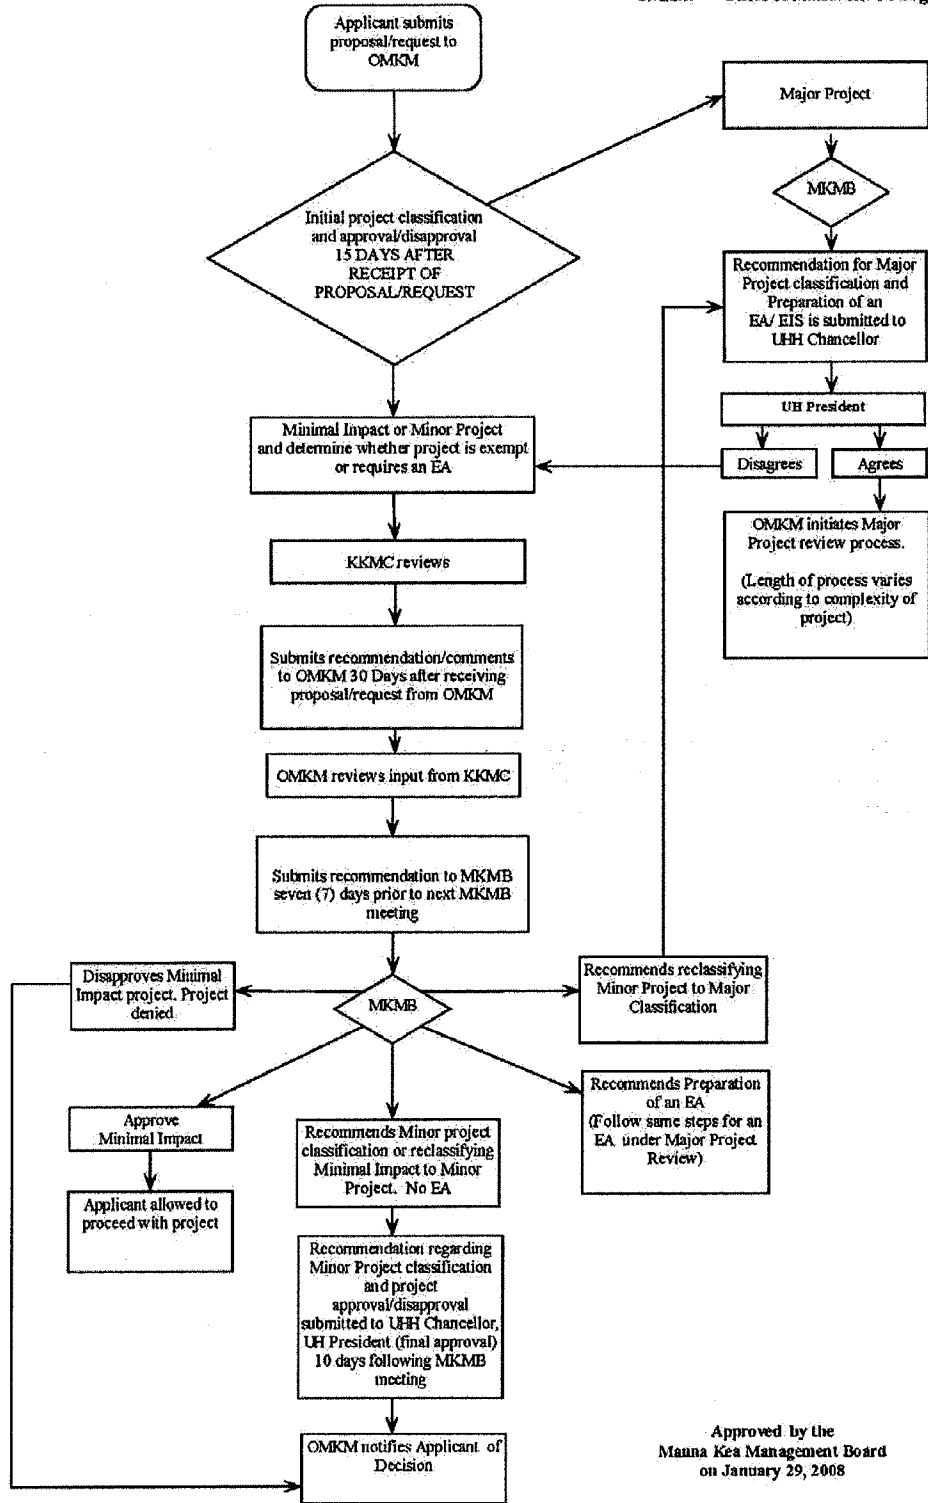 Applicant submits
proposal/request to
OMKM
Major Project
MKMB
Initial project classification
and approval/disapproval
15 DAYS AFTER
RECEIPT OF
PROPOSAL/REQUEST
Recommendation for Major
Project classification and
Preparation of an
EA/ EIS is submitted to
UHH Chancellor
UH President
Disagrees
Agrees
Minimal Impact or Minor Project
and determine whether project is exempt
or requires an EA
OMKM initiates Major
Project review process.
(Length of process varies
according to complexity of
project)
KKMC reviews
Submits recommendation/comments
to OMKM 30 Days after receiving
proposal/request from OMKM
OMKM reviews input from KKMC
Submits recommendation to MKMB
seven (7) days prior to next MKMB
meeting
Disapproves Minimal
Impact project. Project
denied
MKMB
Recommends reclassifying
Minor Project to Major
Classification
Approve
Minimal Impact
Recommends Minor project
classification or reclassifying
Minimal Impact to Minor
Project. No EA
Recommends Preparation
of an EA
(Follow same steps for an
EA under Major Project
Review)
Applicant allowed to
proceed with project
Recommendation regarding
Minor Project classification
and project
approval/disapproval
submitted to UHH Chancellor,
UH President (final approval)
10 days following MKMB
meeting
OMKM notifies Applicant of
Decision
Approved by the
Mauna Kea Management Board
on January 29, 2008